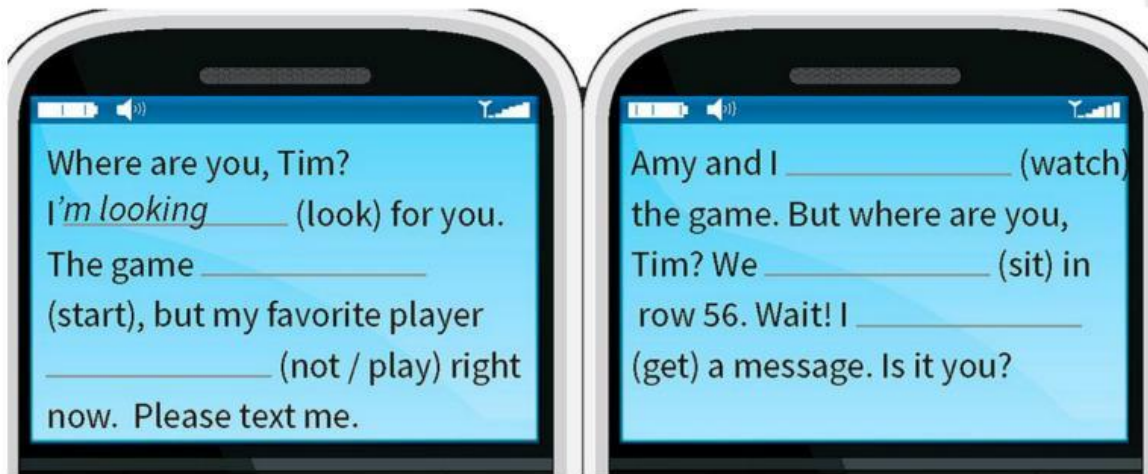 Where are you, Tim?
I'm looking (look) for you.
The game ______________
(start), but my favorite player
______________ (not / play) right
now. Please text me.
Amy and I ______________ (watch)
the game. But where are you,
Tim? We ______________ (sit) in
row 56. Wait! I ______________
(get) a message. Is it you?